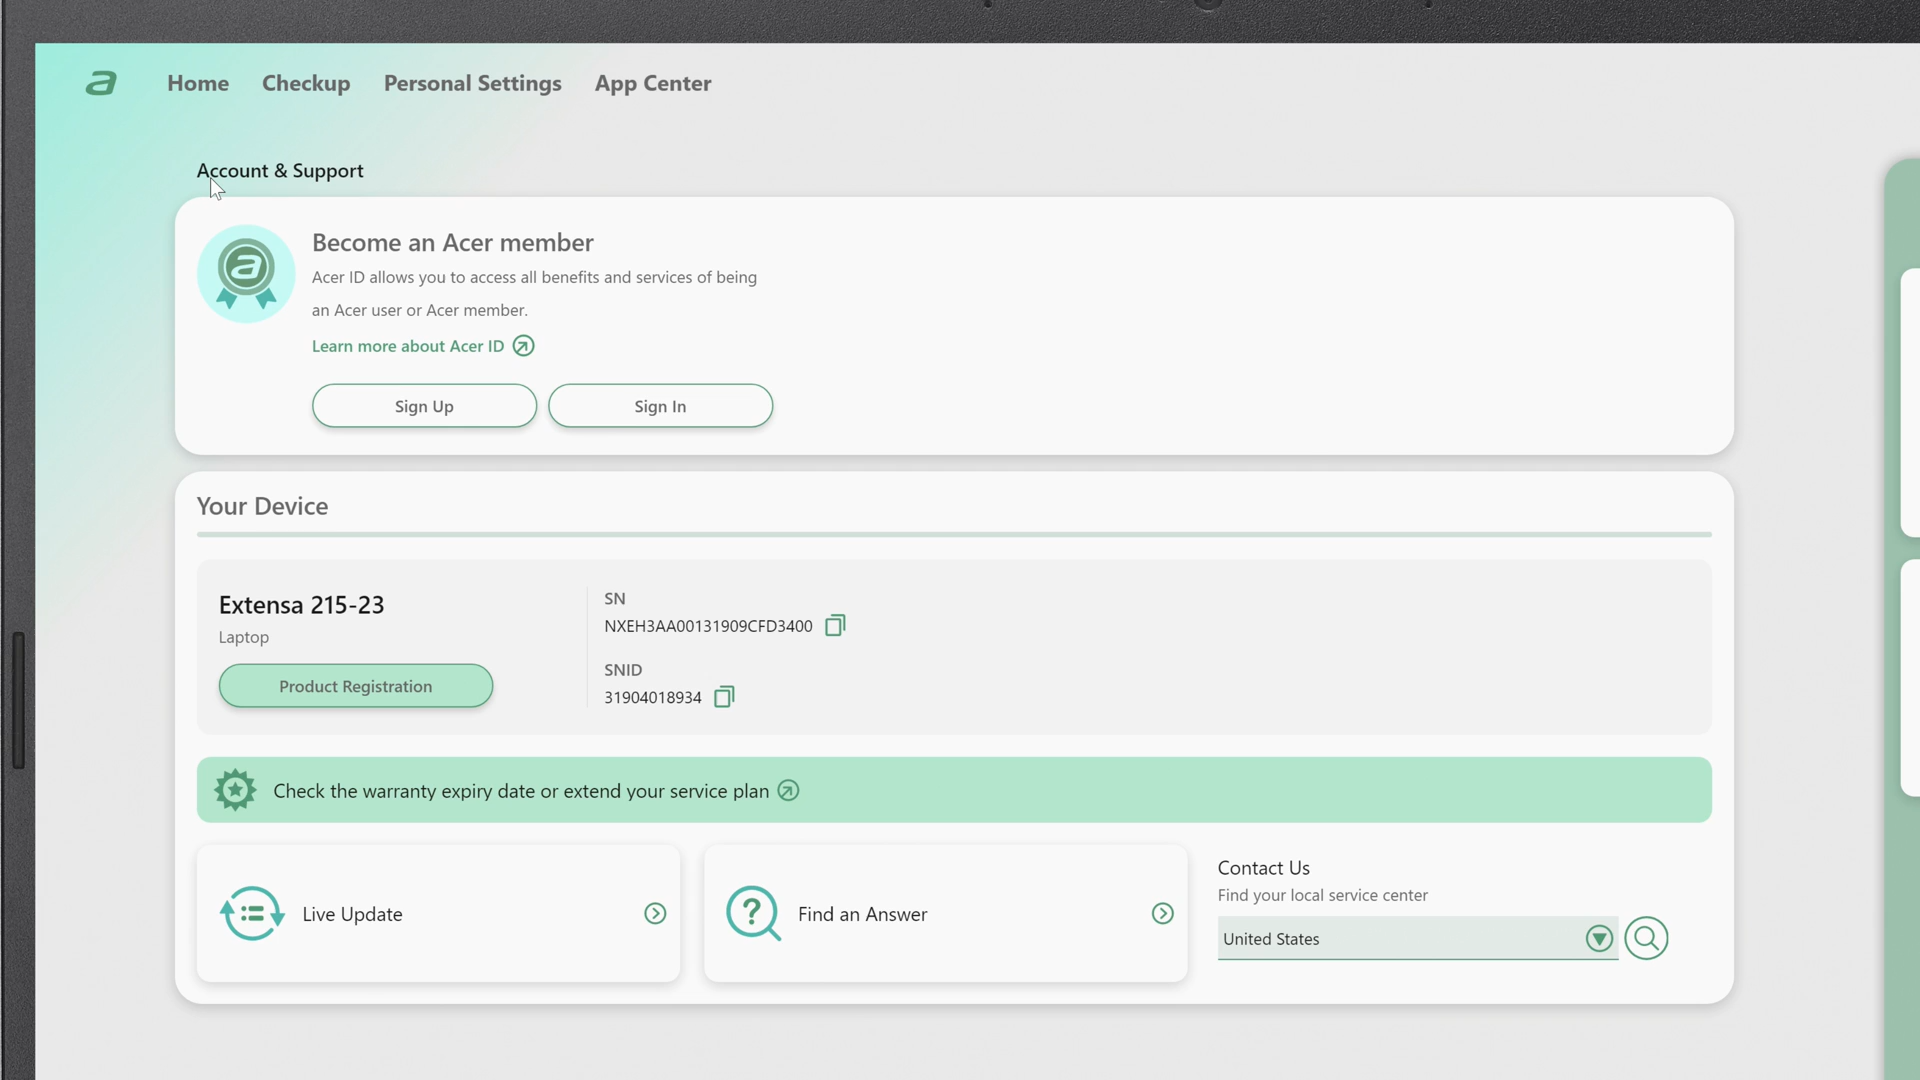 Home Checkup Personal Settings App Center
Account & Support
Become an Acer member
Acer ID allows you to access all benefits and services of being
an Acer user or Acer member.
Learn more about Acer ID
Sign Up Sign In
Your Device
Extensa 215-23
Laptop
Product Registration
SN
NXEH3AA00131909CFD3400
SNID
31904018934
Check the warranty expiry date or extend your service plan
Live Update
Find an Answer
Contact Us
Find your local service center
United States